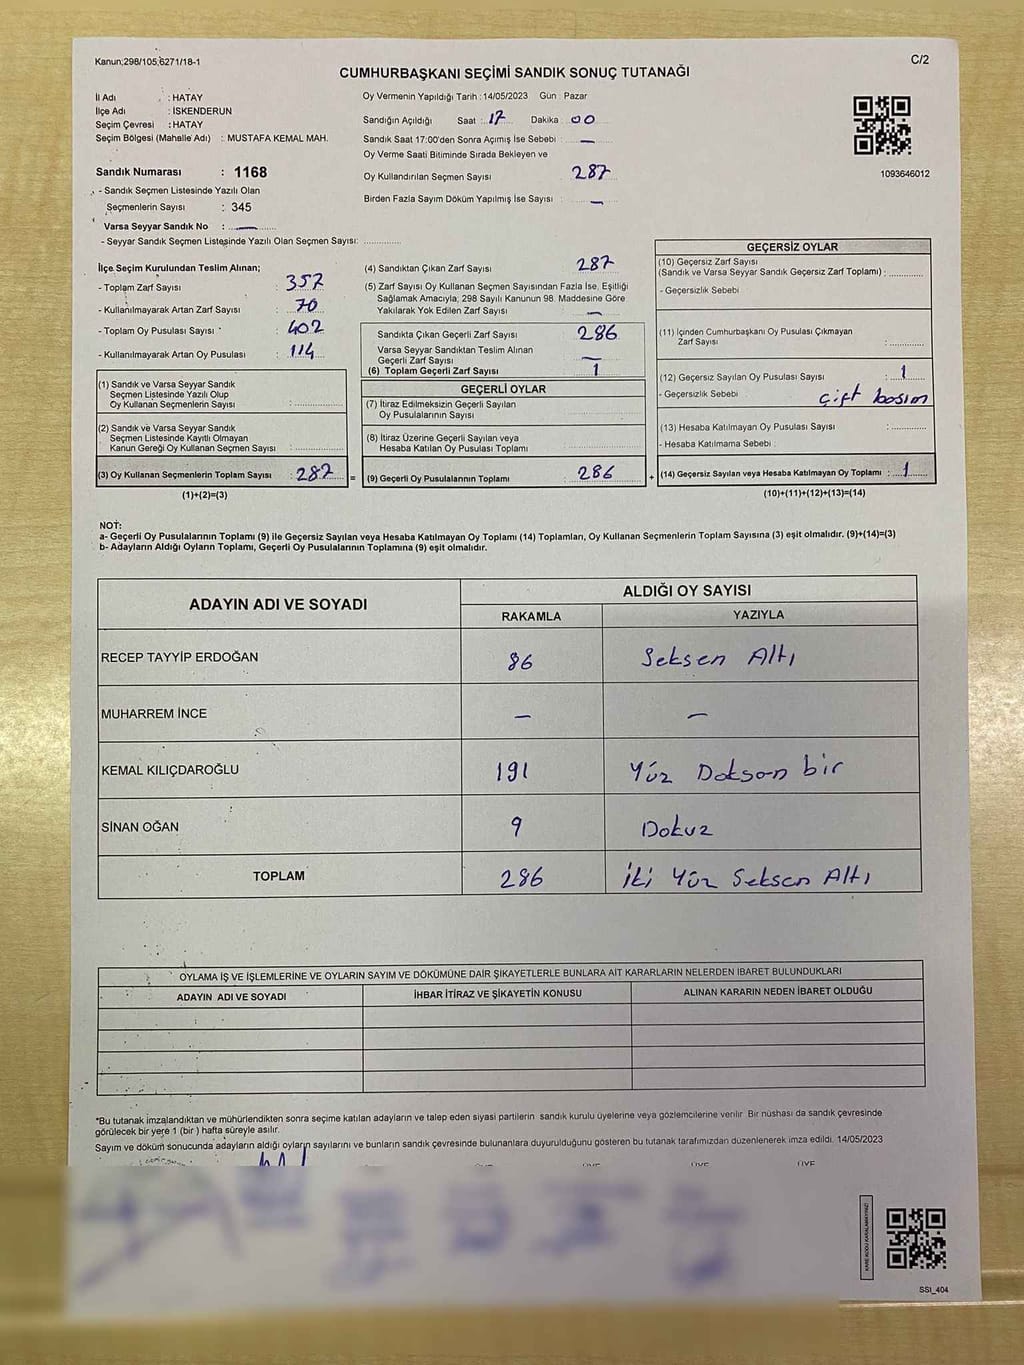 Kanun;298/105,6271/18-1
C/2
CUMHURBAŞKANI SEÇİMİ SANDIK SONUÇ TUTANAĞI
İl Adı : HATAY
İlçe Adı : İSKENDERUN
Seçim Çevresi : HATAY
Seçim Bölgesi (Mahalle Adı) : MUSTAFA KEMAL MAH.
Sandık Numarası : 1168
- Sandık Seçmen Listesinde Yazılı Olan
Seçmenlerin Sayısı : 345
Varsa Seyyar Sandık No : —
- Seyyar Sandık Seçmen Listesinde Yazılı Olan Seçmen Sayısı:
Oy Vermenin Yapıldığı Tarih : 14/05/2023 Gün : Pazar
Sandığın Açıldığı Saat : 17 Dakika : 00
Sandık Saat 17:00'den Sonra Açımış İse Sebebi : —
Oy Verme Saati Bitiminde Sırada Bekleyen ve
Oy Kullandırılan Seçmen Sayısı 287
Birden Fazla Sayım Döküm Yapılmış İse Sayısı : —
1093646012
İlçe Seçim Kurulundan Teslim Alınan;
- Toplam Zarf Sayısı : 357
- Kullanılmayarak Artan Zarf Sayısı : 70
- Toplam Oy Pusulası Sayısı : 402
- Kullanılmayarak Artan Oy Pusulası : 114
(1) Sandık ve Varsa Seyyar Sandık
Seçmen Listesinde Yazılı Olup
Oy Kullanan Seçmenlerin Sayısı :
(2) Sandık ve Varsa Seyyar Sandık
Seçmen Listesinde Kayıtlı Olmayan
Kanun Gereği Oy Kullanan Seçmen Sayısı :
(3) Oy Kullanan Seçmenlerin Toplam Sayısı : 287
(1)+(2)=(3)
(4) Sandıktan Çıkan Zarf Sayısı 287
(5) Zarf Sayısı Oy Kullanan Seçmen Sayısından Fazla İse, Eşitliği
Sağlamak Amacıyla, 298 Sayılı Kanunun 98. Maddesine Göre
Yakılarak Yok Edilen Zarf Sayısı : —
Sandıkta Çıkan Geçerli Zarf Sayısı 286
Varsa Seyyar Sandıktan Teslim Alınan
Geçerli Zarf Sayısı —
(6) Toplam Geçerli Zarf Sayısı 1
GEÇERLİ OYLAR
(7) İtiraz Edilmeksizin Geçerli Sayılan
Oy Pusulalarının Sayısı
(8) İtiraz Üzerine Geçerli Sayılan veya
Hesaba Katılan Oy Pusulası Toplamı
= (9) Geçerli Oy Pusulalarının Toplamı 286
GEÇERSİZ OYLAR
(10) Geçersiz Zarf Sayısı
(Sandık ve Varsa Seyyar Sandık Geçersiz Zarf Toplamı) :
- Geçersizlik Sebebi
(11) İçinden Cumhurbaşkanı Oy Pusulası Çıkmayan
Zarf Sayısı :
(12) Geçersiz Sayılan Oy Pusulası Sayısı : 1
- Geçersizlik Sebebi Çift basım
(13) Hesaba Katılmayan Oy Pusulası Sayısı :
- Hesaba Katılmama Sebebi :
+ (14) Geçersiz Sayılan veya Hesaba Katılmayan Oy Toplamı : 1
(10)+(11)+(12)+(13)=(14)
NOT:
a- Geçerli Oy Pusulalarının Toplamı (9) ile Geçersiz Sayılan veya Hesaba Katılmayan Oy Toplamı (14) Toplamları, Oy Kullanan Seçmenlerin Toplam Sayısına (3) eşit olmalıdır. (9)+(14)=(3)
b- Adayların Aldığı Oyların Toplamı, Geçerli Oy Pusulalarının Toplamına (9) eşit olmalıdır.
ADAYIN ADI VE SOYADI ALDIĞI OY SAYISI
RAKAMLA YAZIYLA
RECEP TAYYİP ERDOĞAN 86 Seksen Altı
MUHARREM İNCE — —
KEMAL KILIÇDAROĞLU 191 Yüz Doksan bir
SİNAN OĞAN 9 Dokuz
TOPLAM 286 İki Yüz Seksen Altı
OYLAMA İŞ VE İŞLEMLERİNE VE OYLARIN SAYIM VE DÖKÜMÜNE DAİR ŞİKAYETLERLE BUNLARA AİT KARARLARIN NELERDEN İBARET BULUNDUKLARI
ADAYIN ADI VE SOYADI İHBAR İTİRAZ VE ŞİKAYETİN KONUSU ALINAN KARARIN NEDEN İBARET OLDUĞU
*Bu tutanak imzalandıktan ve mühürlendikten sonra seçime katılan adayların ve talep eden siyasi partilerin sandık kurulu üyelerine veya gözlemcilerine verilir Bir nüshası da sandık çevresinde
görülecek bir yere 1 (bir) hafta süreyle asılır.
Sayım ve döküm sonucunda adayların aldığı oyların sayılarını ve bunların sandık çevresinde bulunanlara duyurulduğunu gösteren bu tutanak tarafımızdan düzenlenerek imza edildi. 14/05/2023
KARE KODU KARALAMAYINIZ!
SSI_404